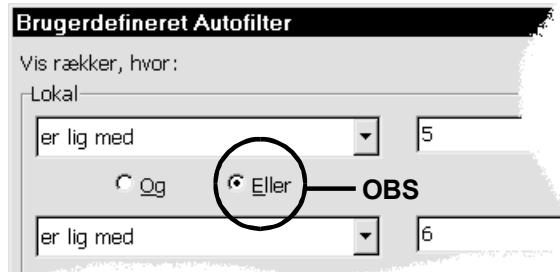 Brugerdefineret Autofilter
Vis rækker, hvor:
Lokal
er lig med 5
Og Eller OBS
er lig med 6